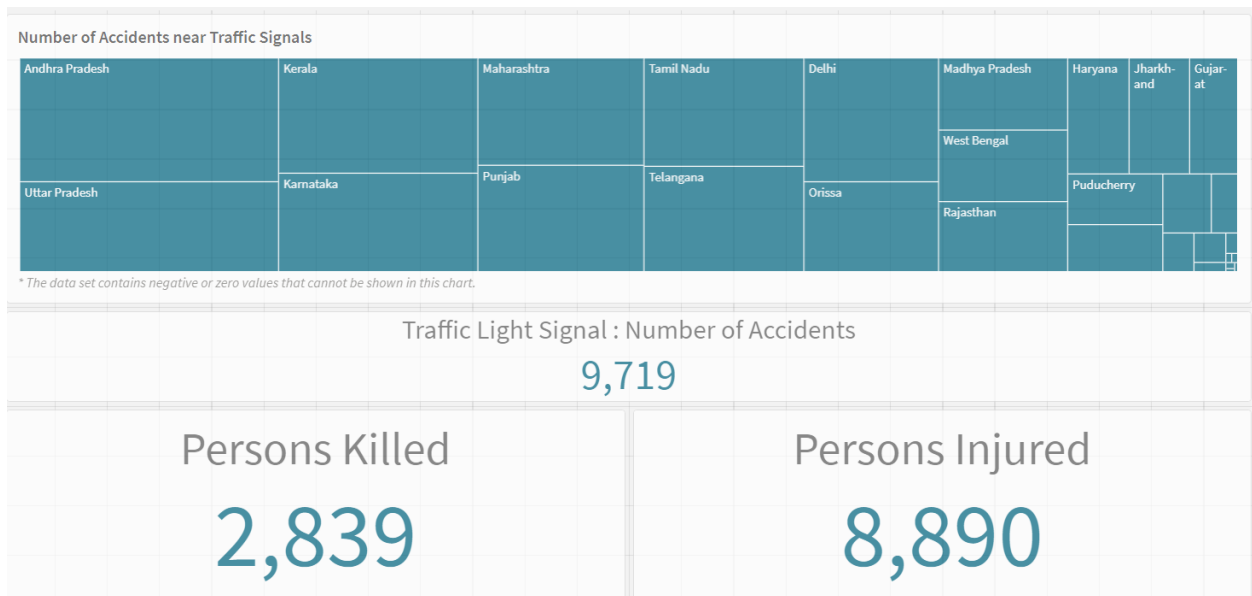 Number of Accidents near Traffic Signals
Andhra Pradesh
Kerala
Maharashtra
Tamil Nadu
Delhi
Madhya Pradesh
Haryana
Jharkh-
and
Gujar-
at
West Bengal
Punjab
Telangana
Karnataka
Puducherry
Uttar Pradesh
Orissa
Rajasthan
* The data set contains negative or zero values that cannot be shown in this chart.
Traffic Light Signal : Number of Accidents
9,719
Persons Killed
2,839
Persons Injured
8,890